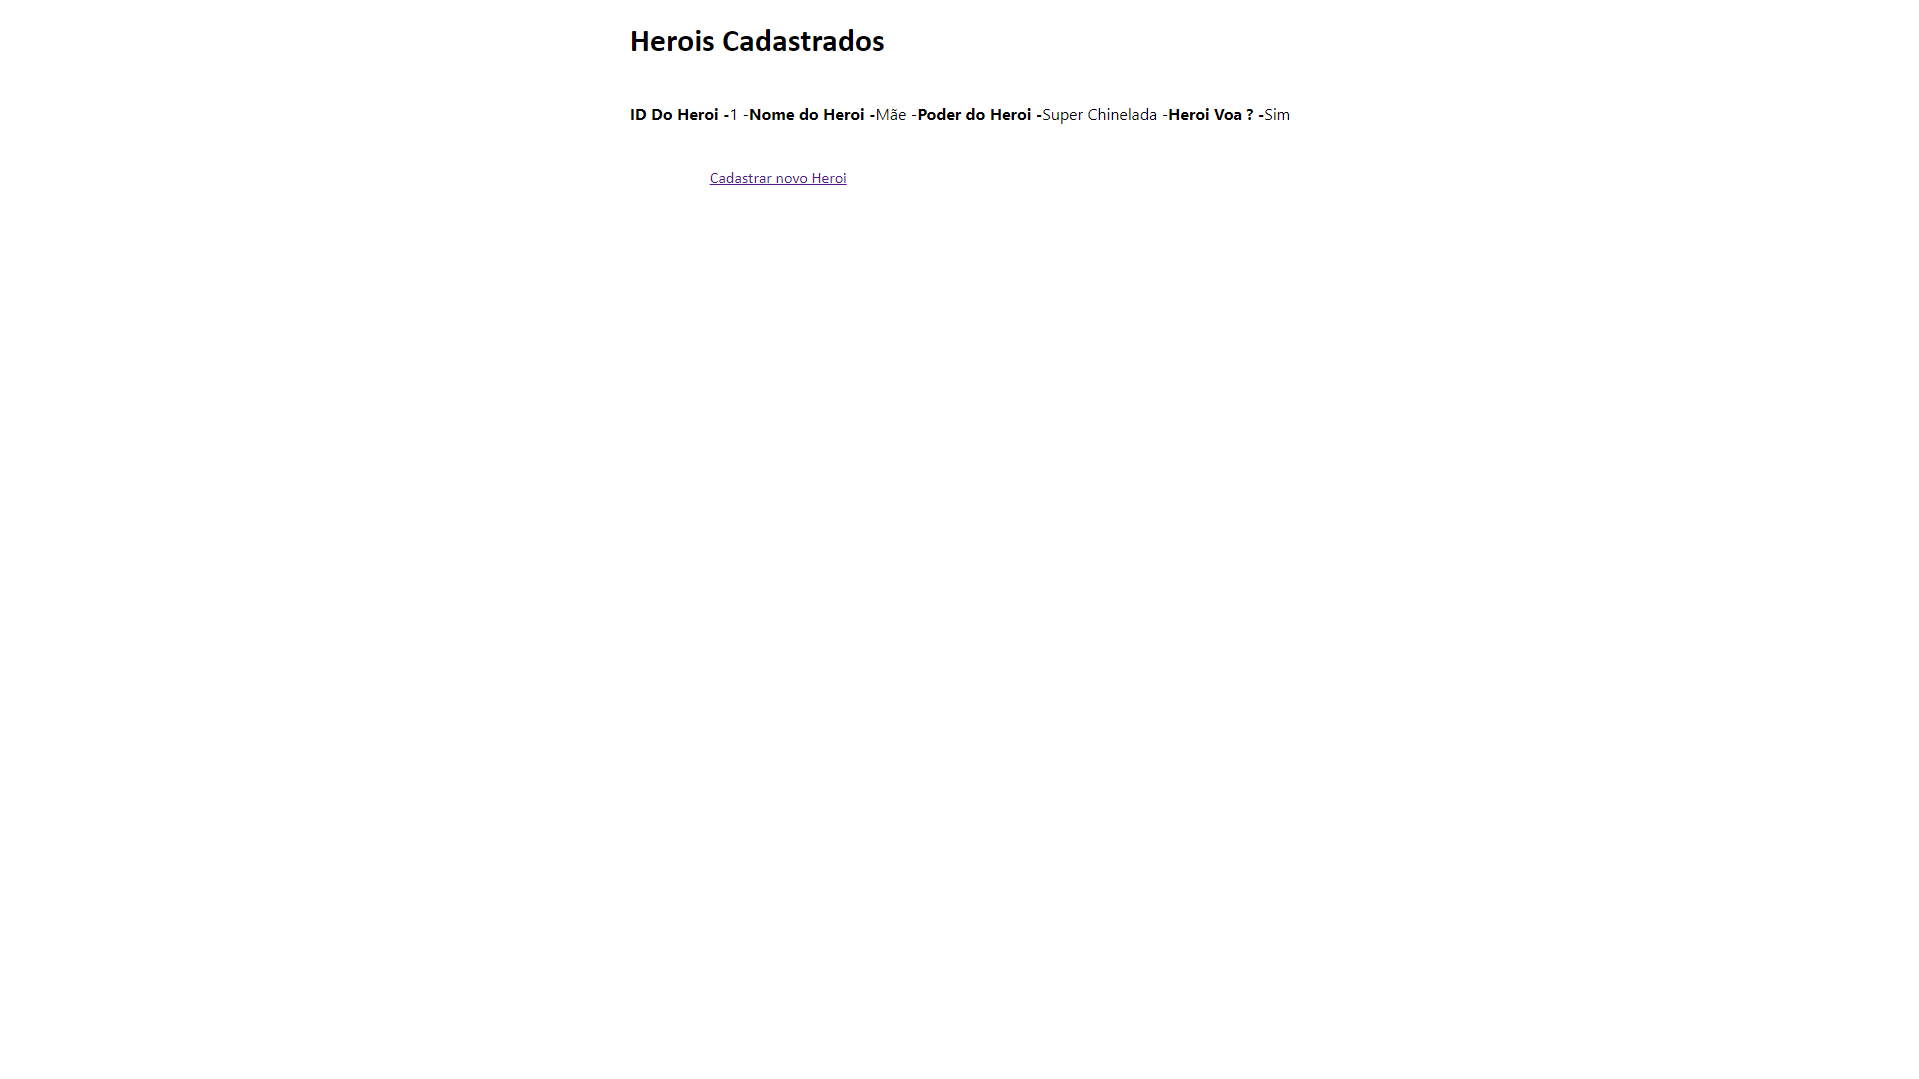 Herois Cadastrados
ID Do Heroi -1 -Nome do Heroi -Mãe -Poder do Heroi -Super Chinelada -Heroi Voa ? -Sim
Cadastrar novo Heroi